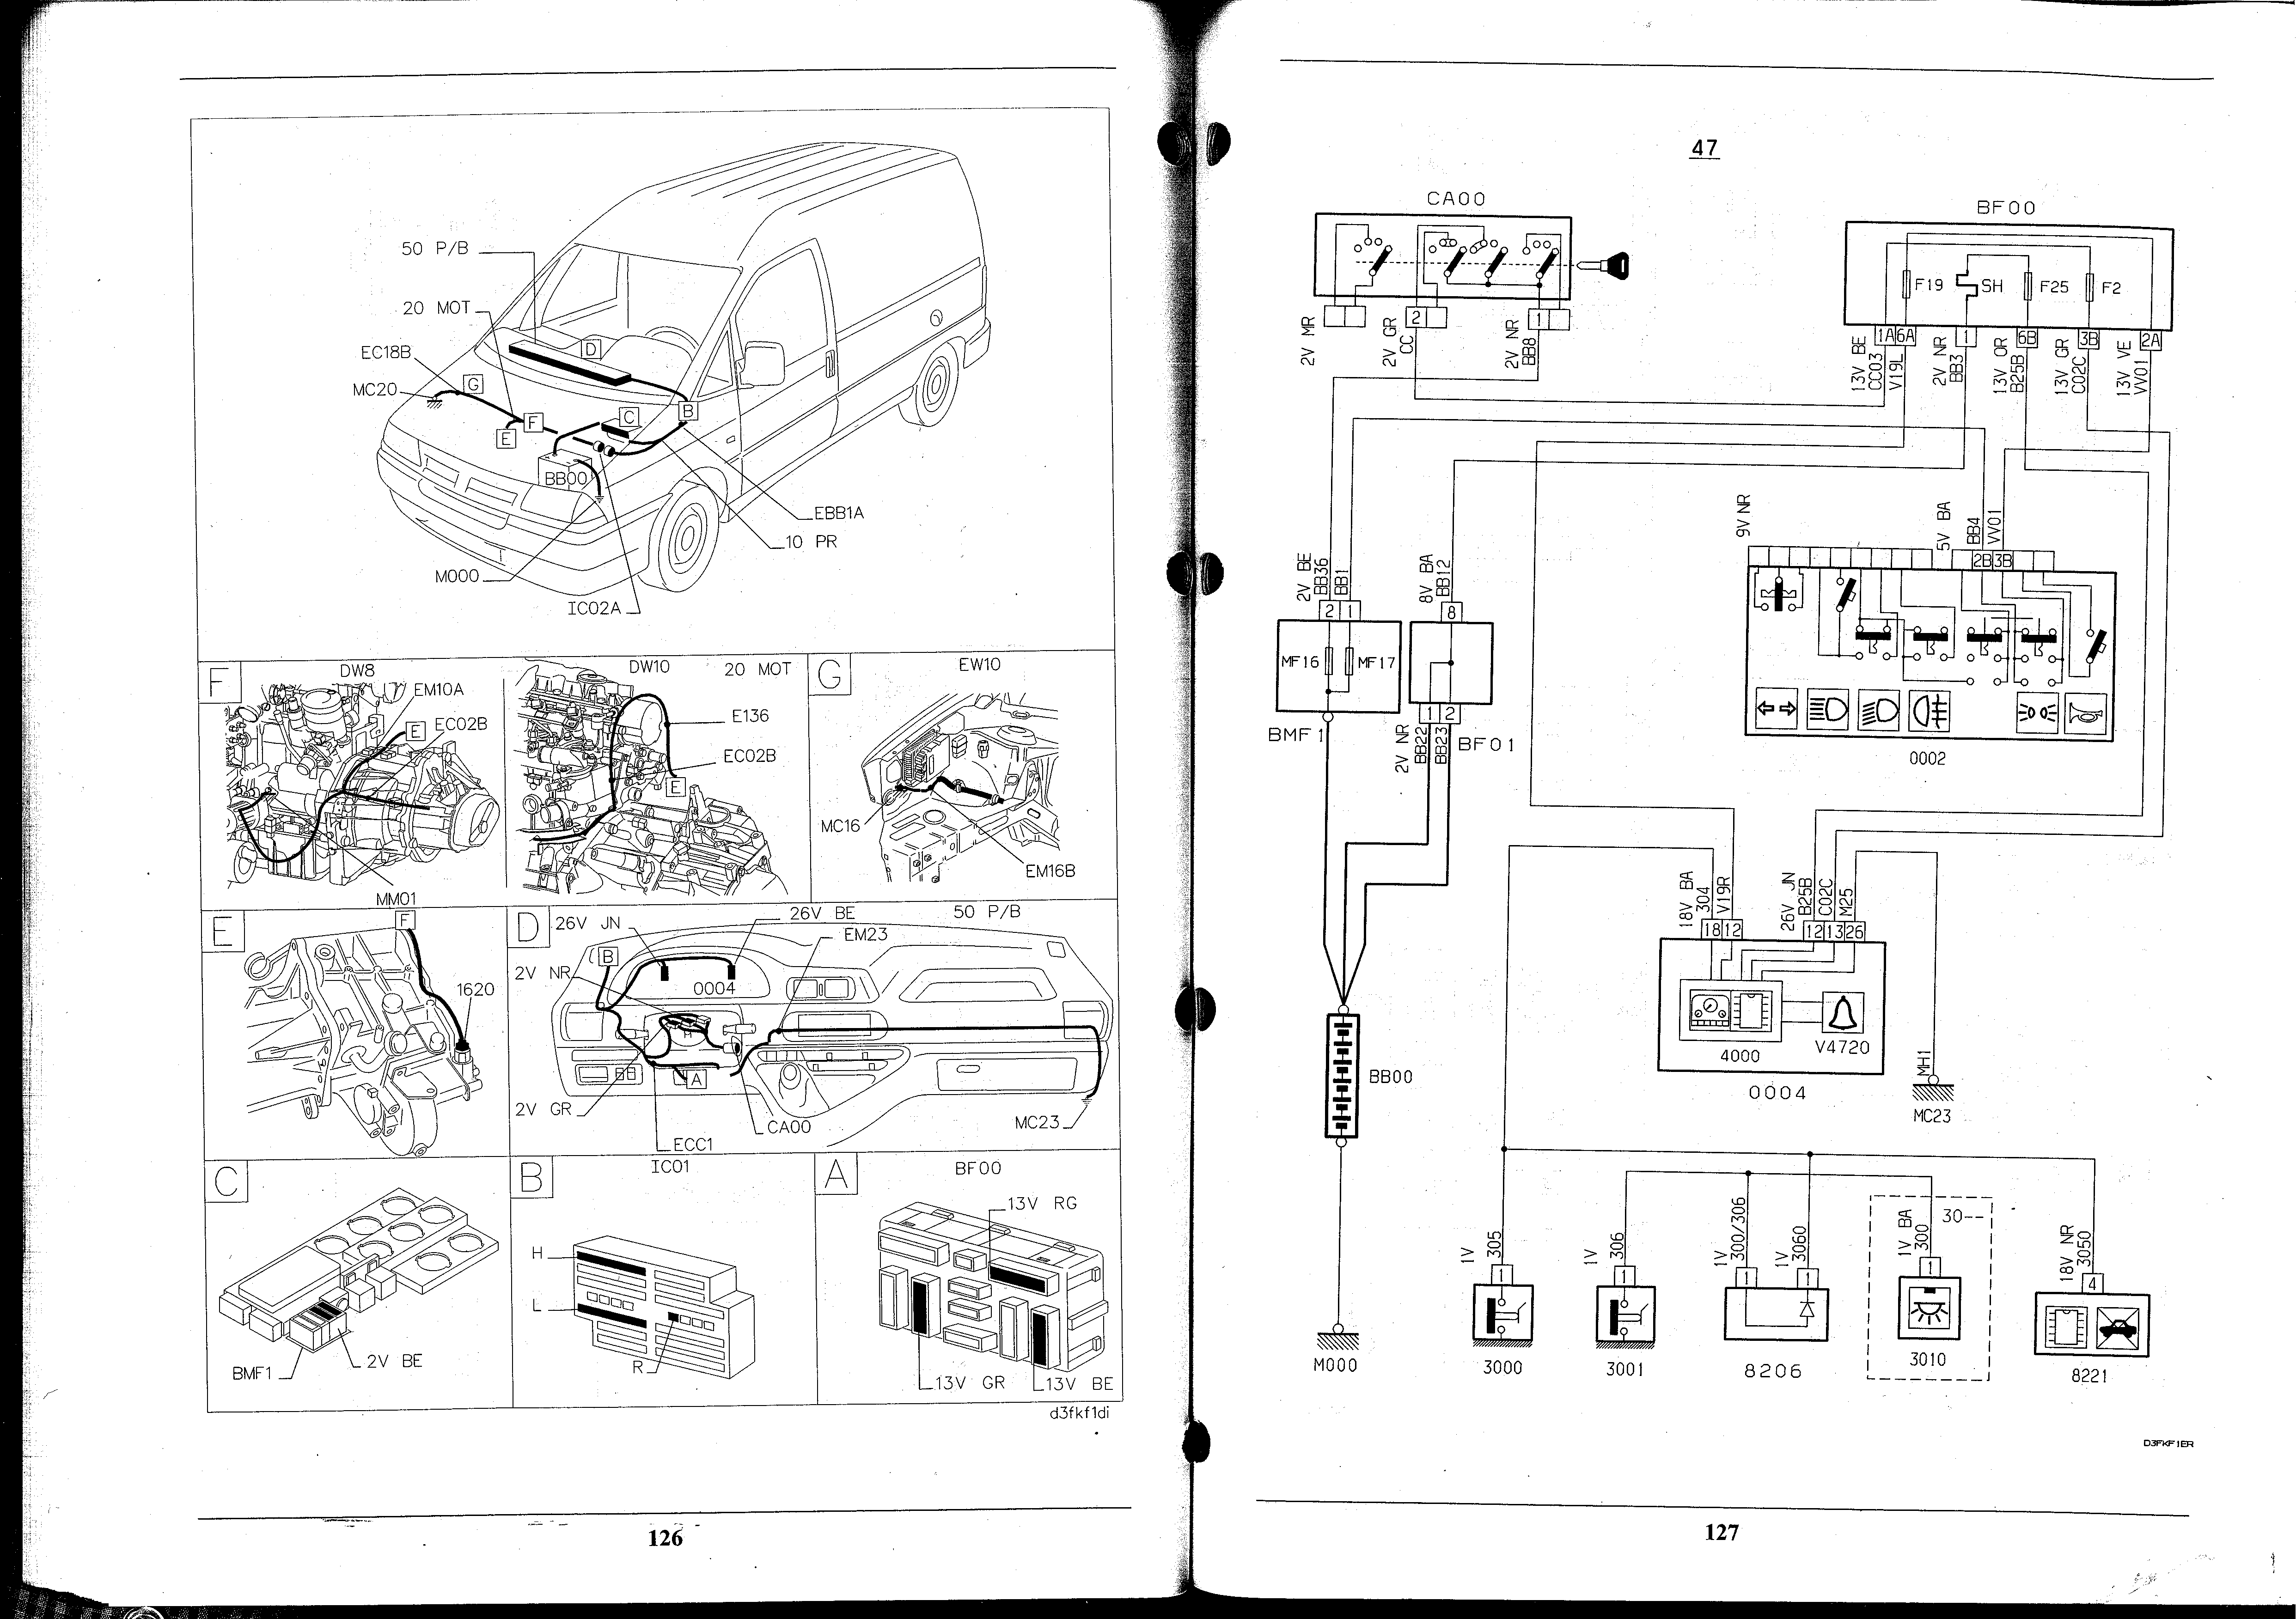 50 P/B
20 MOT
EC18B
MC20
G
D
B
C
F
E
BB00
EBB1A
10 PR
M000
IC02A
F
DW8
EM10A
E
EC02B
MM01
DW10
20 MOT
E136
EC02B
E
G
EW10
MC16
EM16B
E
F
1620
D
26V JN
26V BE
50 P/B
EM23
B
2V NR
0004
H
A
2V GR
CA00
ECC1
MC23
C
BMF1
2V BE
B
IC01
H
L
R
A
BF00
13V RG
13V GR
13V BE
d3fkf1di
126
47
CA00
2V MR
2V GR
CC
2
2V NR
BB8
1
BF00
F19
SH
F25
F2
1A
6A
1
6B
3B
2A
13V BE
CC03
V19L
2V NR
BB3
13V OR
B25B
13V GR
C02C
13V VE
VV01
9V NR
5V BA
BB4
VV01
2B
3B
0002
2V BE
BB36
BB1
2
1
MF16
MF17
BMF1
8V BA
BB12
8
1
2
2V NR
BB22
BB23
BF01
BB00
M000
18V BA
304
V19R
18
12
26V JN
B25B
C02C
M25
12
13
26
4000
V4720
0004
MH1
MC23
1V
305
1
3000
1V
306
1
3001
1V
300/306
1
1V
3060
1
8206
1V BA
300
30--
1
3010
18V NR
3050
4
8221
D3FKF1ER
127